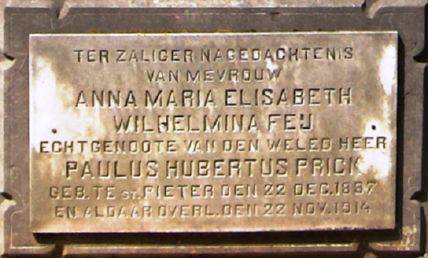 TER ZALIGER NAGEDACHTENIS
VAN MEVROUW
ANNA MARIA ELISABETH
WILHELMINA FEIJ
ECHTGENOOTE VAN DEN WELED HEER
PAULUS HUBERTUS PRICK
GEB. TE ST. PIETER DEN 22 DEC. 1887
EN ALDAAR OVERL. DEN 22 NOV. 1914